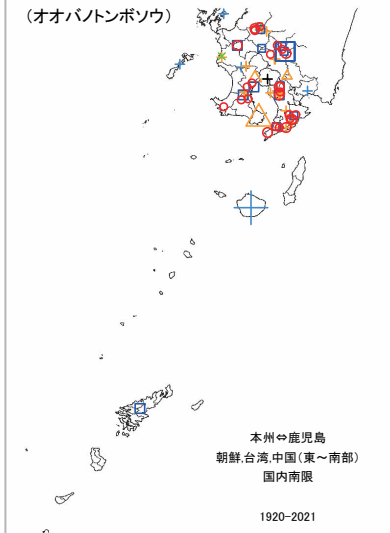 (オオバノトンボソウ)
本州⇔鹿児島
朝鮮,台湾,中国(東～南部)
国内南限
1920-2021